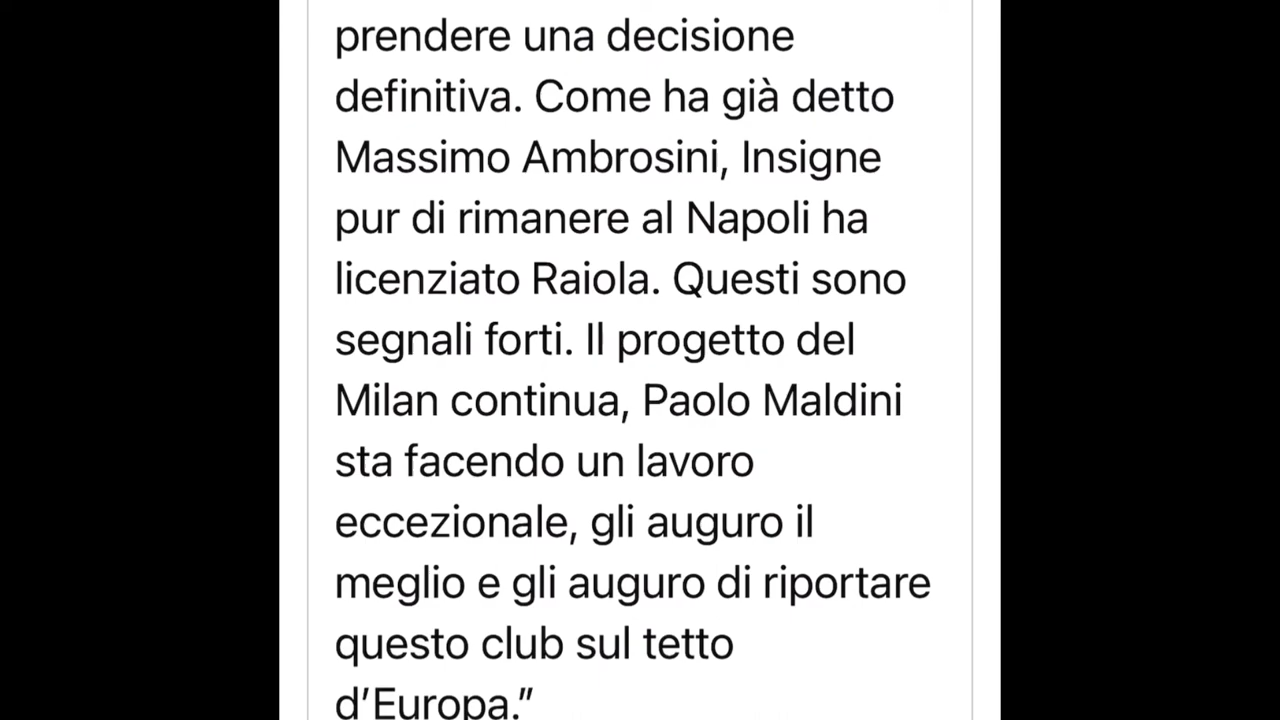 prendere una decisione
definitiva. Come ha già detto
Massimo Ambrosini, Insigne
pur di rimanere al Napoli ha
licenziato Raiola. Questi sono
segnali forti. Il progetto del
Milan continua, Paolo Maldini
sta facendo un lavoro
eccezionale, gli auguro il
meglio e gli auguro di riportare
questo club sul tetto
d’Europa.”